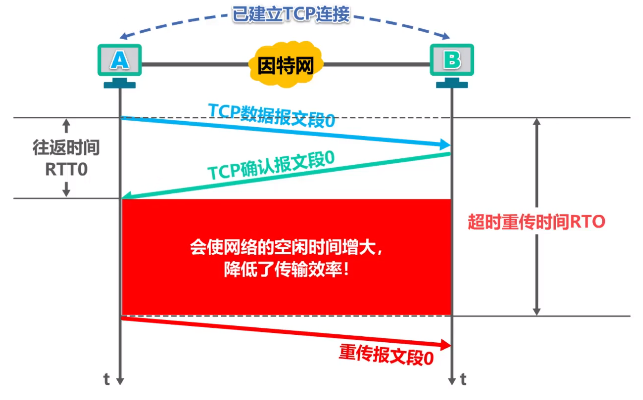 已建立TCP连接
A
因特网
B
TCP数据报文段0
往返时间
RTT0
TCP确认报文段0
超时重传时间RTO
会使网络的空闲时间增大，
降低了传输效率！
重传报文段0
t
t